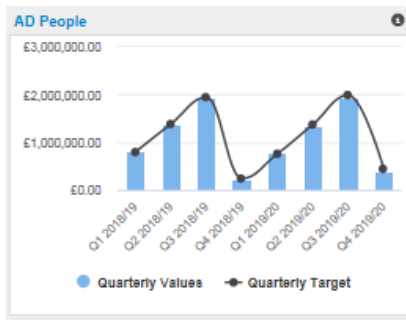 AD People
£3,000,000.00
£2,000,000.00
£1,000,000.00
£0.00
Q1 2018/19
Q2 2018/19
Q3 2018/19
Q4 2018/19
Q1 2019/20
Q2 2019/20
Q3 2019/20
Q4 2019/20
Quarterly Values Quarterly Target